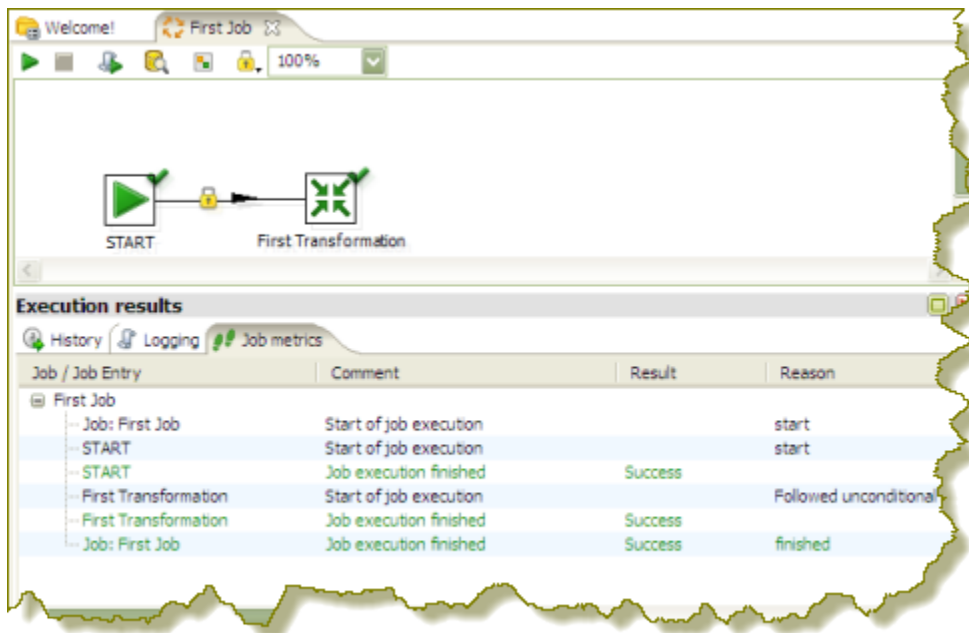 Welcome! First Job
100%
START First Transformation
Execution results
History Logging Job metrics
Job / Job Entry Comment Result Reason
First Job
Job: First Job Start of job execution start
START Start of job execution start
START Job execution finished Success
First Transformation Start of job execution Followed unconditional
First Transformation Job execution finished Success
Job: First Job Job execution finished Success finished